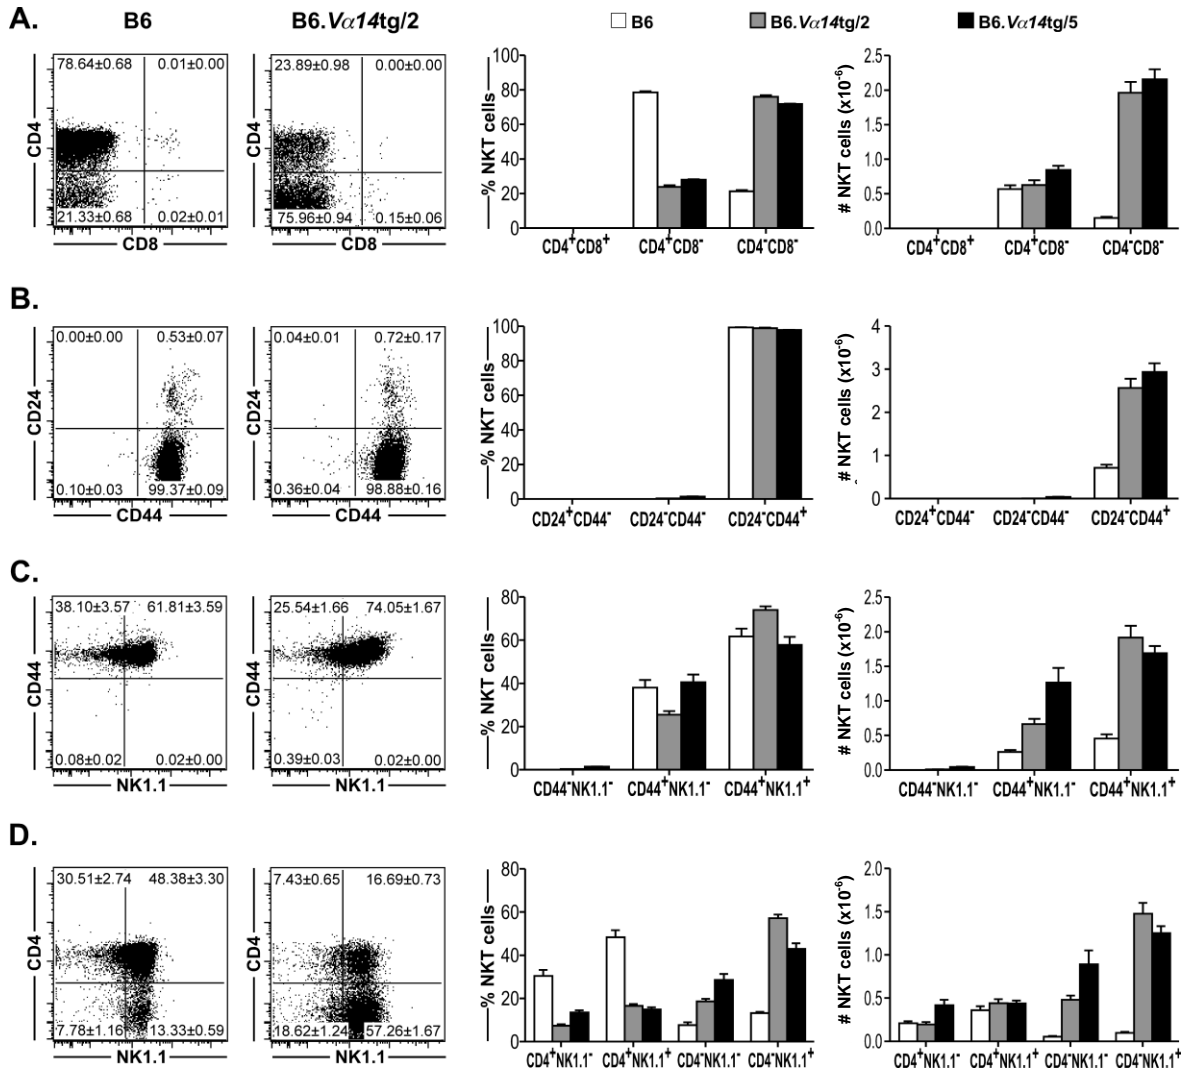 A.
B6
B6.Vα14tg/2
B6
B6.Vα14tg/2
B6.Vα14tg/5
78.64±0.68
0.01±0.00
21.33±0.68
0.02±0.01
CD4
CD8
23.89±0.98
0.00±0.00
75.96±0.94
0.15±0.06
CD4
CD8
% NKT cells
100
80
60
40
20
0
CD4+CD8+
CD4+CD8-
CD4-CD8-
# NKT cells (x10-6)
2.5
2.0
1.5
1.0
0.5
0.0
CD4+CD8+
CD4+CD8-
CD4-CD8-
B.
0.00±0.00
0.53±0.07
0.10±0.03
99.37±0.09
CD24
CD44
0.04±0.01
0.72±0.17
0.36±0.04
98.88±0.16
CD24
CD44
% NKT cells
100
80
60
40
20
0
CD24+CD44-
CD24-CD44-
CD24-CD44+
# NKT cells (x10-6)
4
3
2
1
0
CD24+CD44-
CD24-CD44-
CD24-CD44+
C.
38.10±3.57
61.81±3.59
0.08±0.02
0.02±0.00
CD44
NK1.1
25.54±1.66
74.05±1.67
0.39±0.03
0.02±0.00
CD44
NK1.1
% NKT cells
80
60
40
20
0
CD44-NK1.1-
CD44+NK1.1-
CD44+NK1.1+
# NKT cells (x10-6)
2.5
2.0
1.5
1.0
0.5
0.0
CD44-NK1.1-
CD44+NK1.1-
CD44+NK1.1+
D.
30.51±2.74
48.38±3.30
7.78±1.16
13.33±0.59
CD4
NK1.1
7.43±0.65
16.69±0.73
18.62±1.24
57.26±1.67
CD4
NK1.1
% NKT cells
80
60
40
20
0
CD4+NK1.1-
CD4+NK1.1+
CD4-NK1.1-
CD4-NK1.1+
# NKT cells (x10-6)
2.0
1.5
1.0
0.5
0.0
CD4+NK1.1-
CD4+NK1.1+
CD4-NK1.1-
CD4-NK1.1+